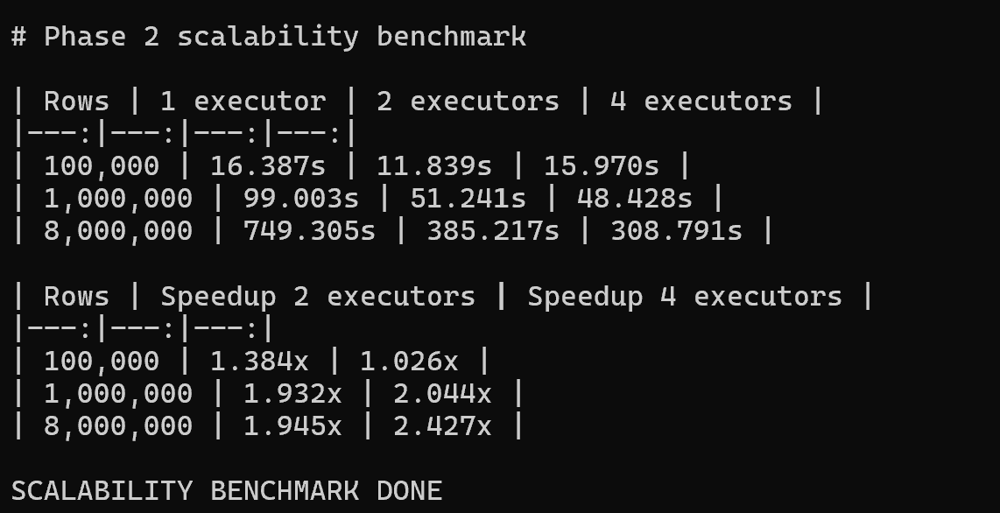 # Phase 2 scalability benchmark
| Rows | 1 executor | 2 executors | 4 executors |
|---:|---:|---:|---:|
| 100,000 | 16.387s | 11.839s | 15.970s |
| 1,000,000 | 99.003s | 51.241s | 48.428s |
| 8,000,000 | 749.305s | 385.217s | 308.791s |
| Rows | Speedup 2 executors | Speedup 4 executors |
|---:|---:|---:|
| 100,000 | 1.384x | 1.026x |
| 1,000,000 | 1.932x | 2.044x |
| 8,000,000 | 1.945x | 2.427x |
SCALABILITY BENCHMARK DONE